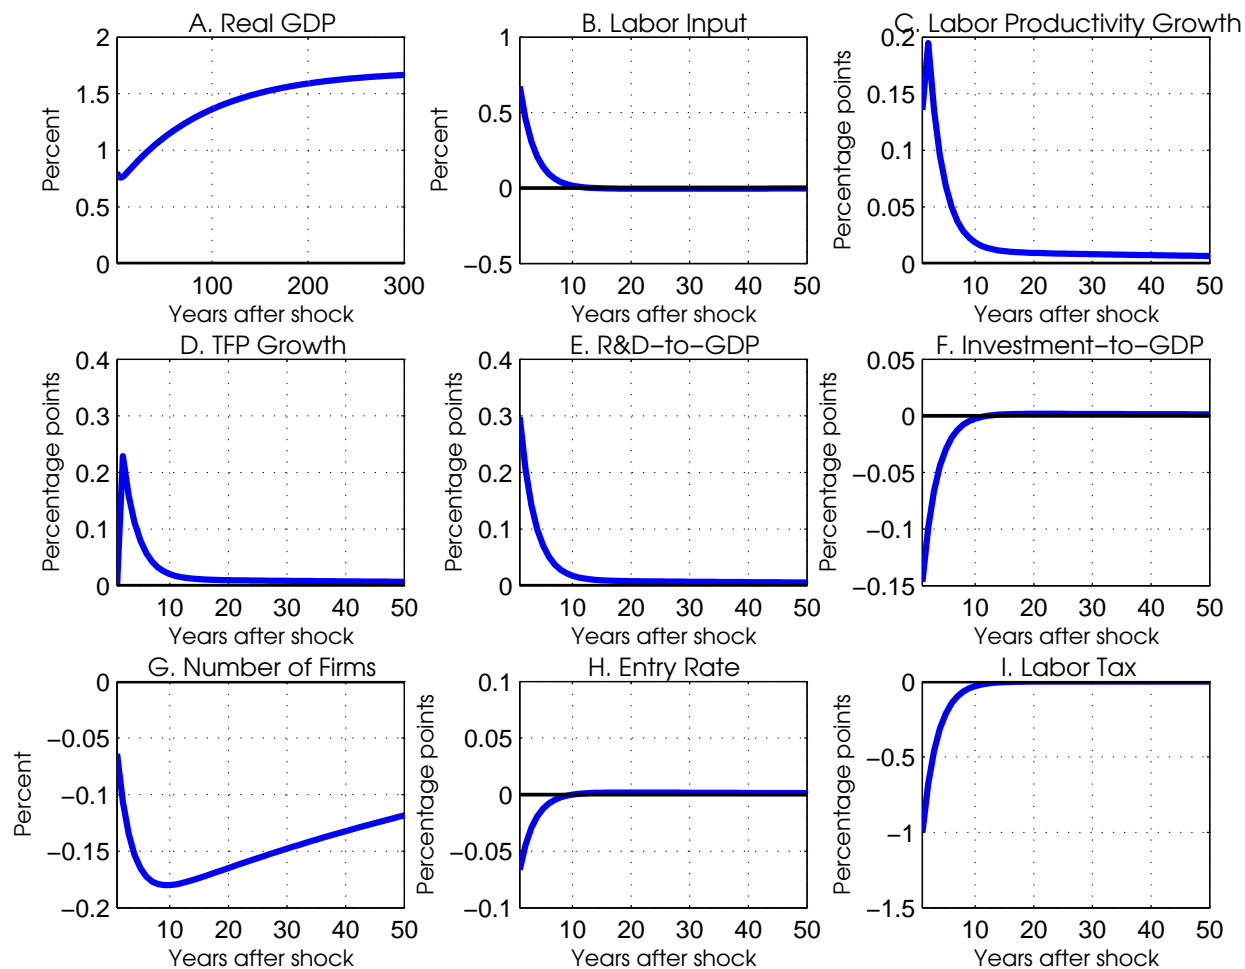 A. Real GDP
2
1.5
1
0.5
0
Percent
100 200 300
Years after shock
B. Labor Input
1
0.5
0
−0.5
Percent
10 20 30 40 50
Years after shock
C. Labor Productivity Growth
0.2
0.15
0.1
0.05
0
Percentage points
10 20 30 40 50
Years after shock
D. TFP Growth
0.4
0.3
0.2
0.1
0
Percentage points
10 20 30 40 50
Years after shock
E. R&D−to−GDP
0.4
0.3
0.2
0.1
0
Percentage points
10 20 30 40 50
Years after shock
F. Investment−to−GDP
0.05
0
−0.05
−0.1
−0.15
Percentage points
10 20 30 40 50
Years after shock
G. Number of Firms
0
−0.05
−0.1
−0.15
−0.2
Percent
10 20 30 40 50
Years after shock
H. Entry Rate
0.1
0.05
0
−0.05
−0.1
Percentage points
10 20 30 40 50
Years after shock
I. Labor Tax
0
−0.5
−1
−1.5
Percentage points
10 20 30 40 50
Years after shock